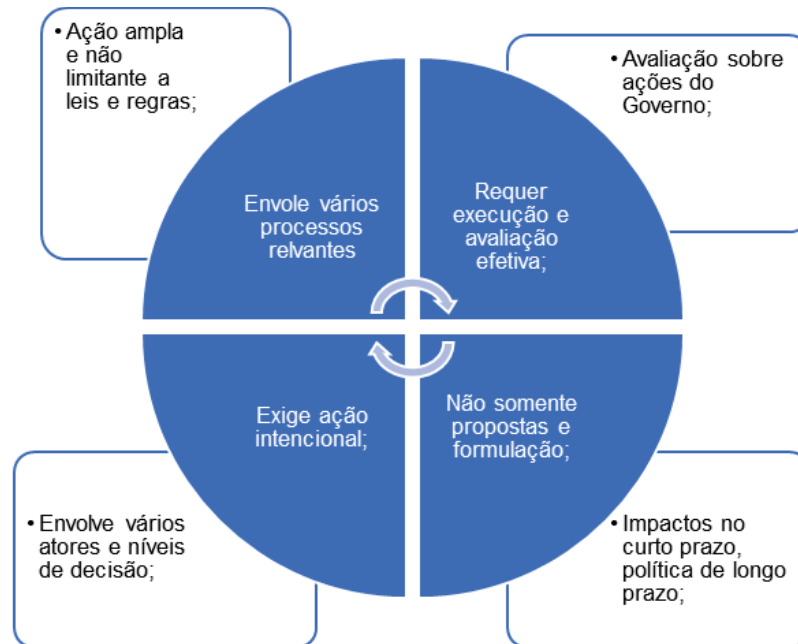 • Ação ampla
e não
limitante a
leis e regras;
• Avaliação sobre
ações do
Governo;
Envole vários
processos
relvantes
Requer
execução e
avaliação
efetiva;
Exige ação
intencional;
Não somente
propostas e
formulação;
• Envolve vários
atores e níveis
de decisão;
• Impactos no
curto prazo,
política de longo
prazo;